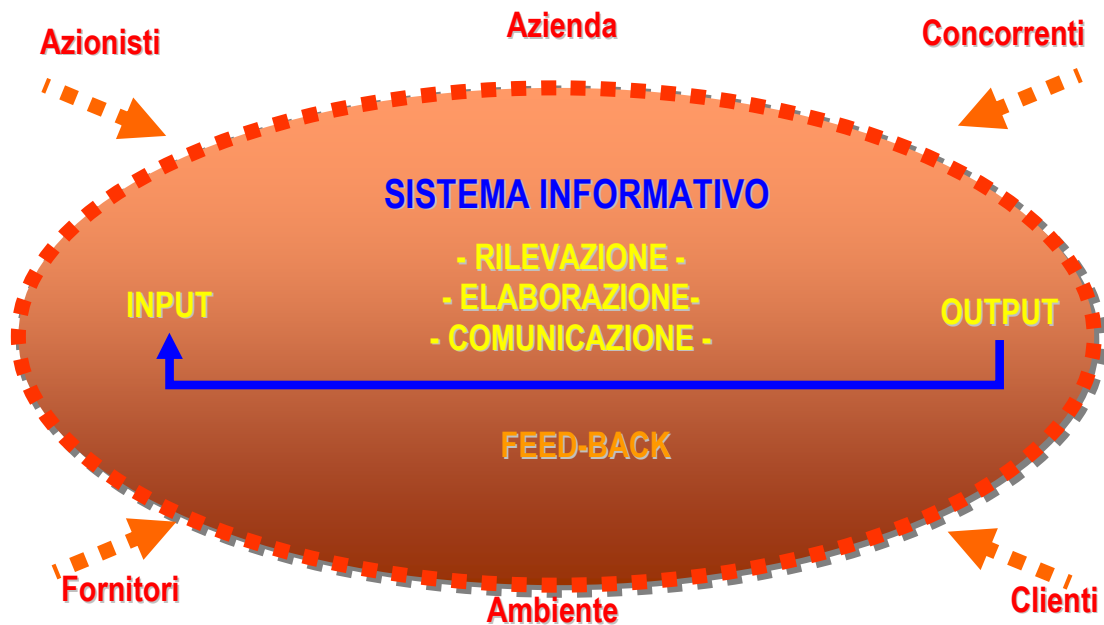 Azienda
Azionisti
Concorrenti
SISTEMA INFORMATIVO
- RILEVAZIONE -
- ELABORAZIONE-
- COMUNICAZIONE -
INPUT
OUTPUT
FEED-BACK
Fornitori
Ambiente
Clienti